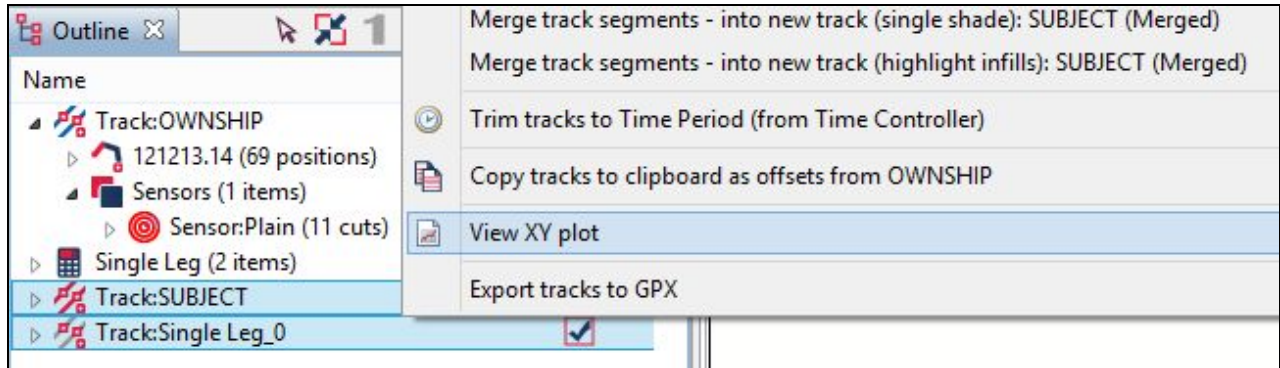 Outline
1
Name
Track:OWNSHIP
121213.14 (69 positions)
Sensors (1 items)
Sensor:Plain (11 cuts)
Single Leg (2 items)
Track:SUBJECT
Track:Single Leg_0
Merge track segments - into new track (single shade): SUBJECT (Merged)
Merge track segments - into new track (highlight infills): SUBJECT (Merged)
Trim tracks to Time Period (from Time Controller)
Copy tracks to clipboard as offsets from OWNSHIP
View XY plot
Export tracks to GPX